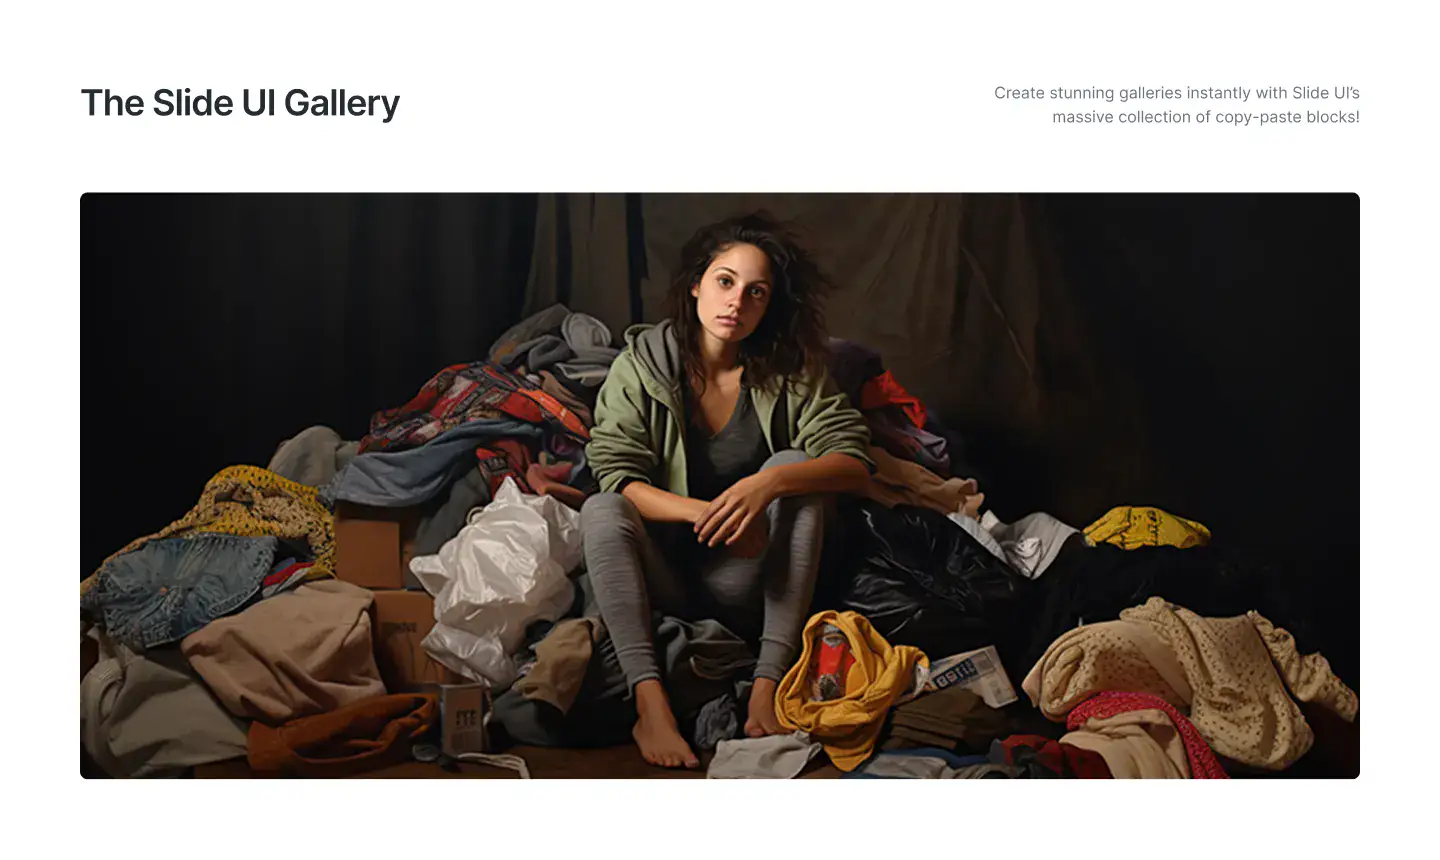 The Slide UI Gallery
Create stunning galleries instantly with Slide UI's
massive collection of copy-paste blocks!